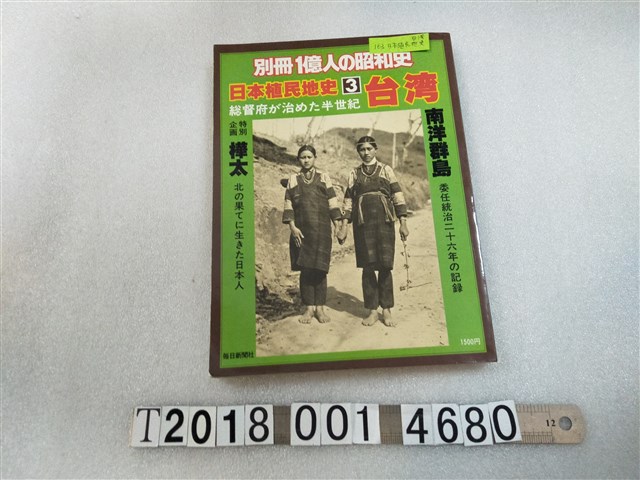 別冊1億人の昭和史
日本植民地史 3 台湾
総督府が治めた半世紀
南洋群島
委任統治二十六年の記録
特別企画
樺太
北の果てに生きた日本人
毎日新聞社
1500円
T2018 001 4680
12